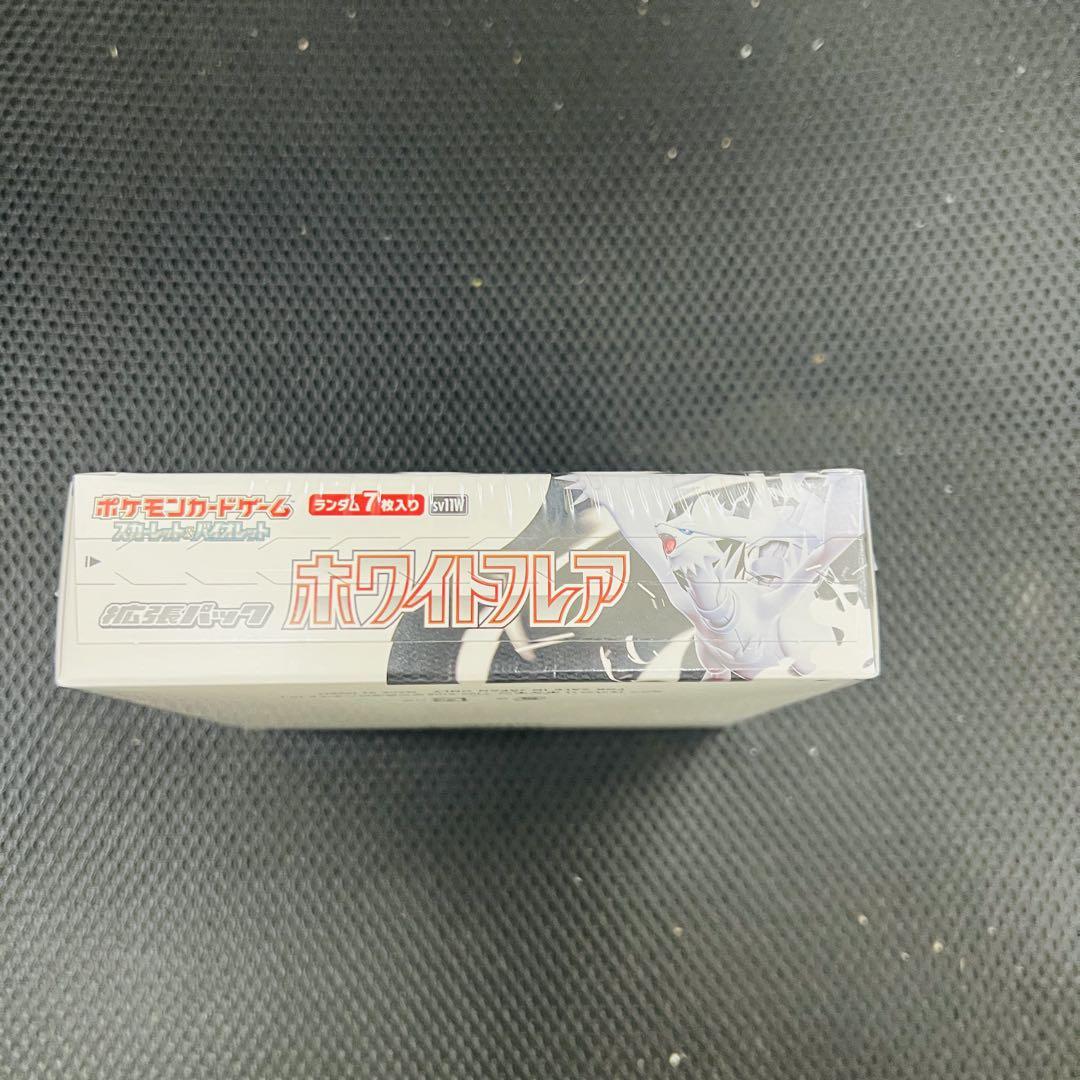 ポケモンカードゲーム
スカーレット&バイオレット
ランダム7枚入り
sv11W
拡張パック
ホワイトフレア